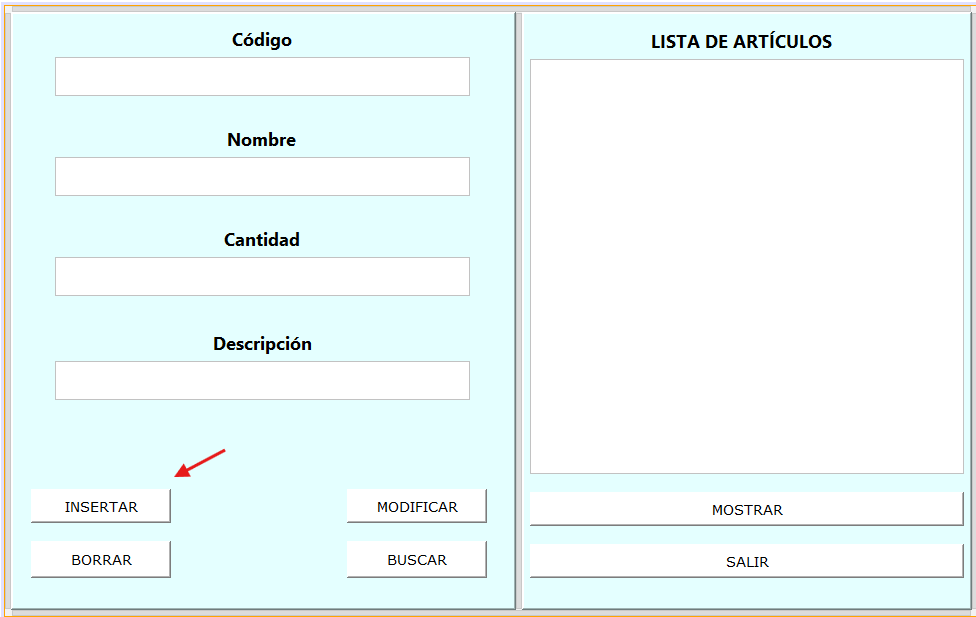 Código
Nombre
Cantidad
Descripción
INSERTAR
MODIFICAR
BORRAR
BUSCAR
LISTA DE ARTÍCULOS
MOSTRAR
SALIR